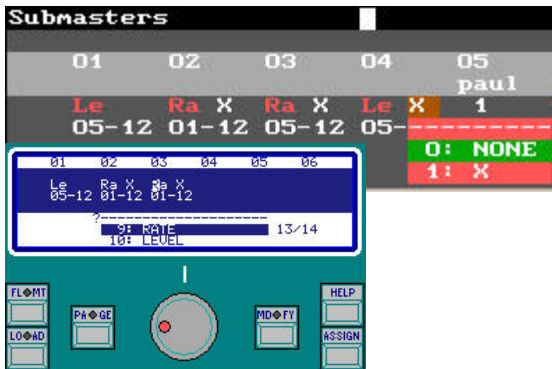 Submasters
01 02 03 04 05
paul
Le Ra X Ra X Le X 1
05-12 01-12 05-12 05-
0: NONE
1: X
01 02 03 04 05 06
Le Ra X Ra X
05-12 01-12 01-12
?--------------------
9: RATE 13/14
10: LEVEL
FLOMT
HELP
PAGE
MDOFY
LOAD
ASSIGN